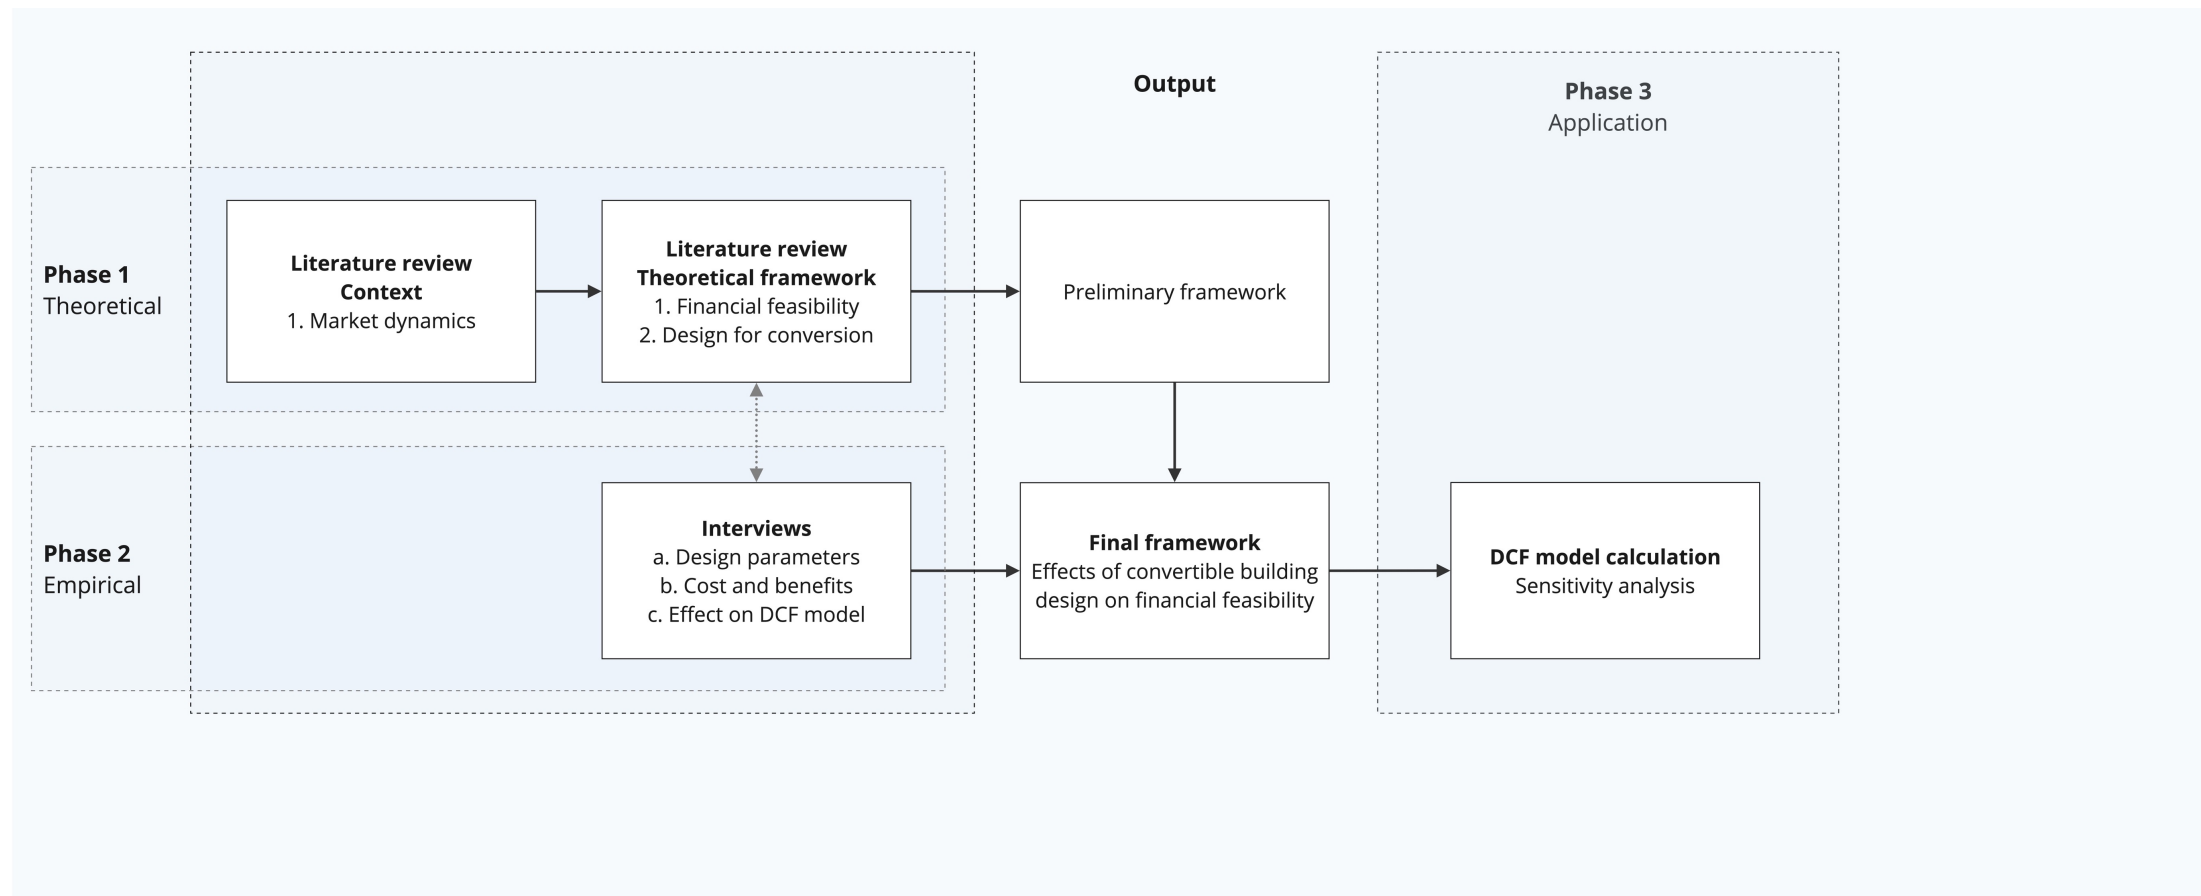 Output
Phase 3
Application
Phase 1
Theoretical
Literature review
Context
1. Market dynamics
Literature review
Theoretical framework
1. Financial feasibility
2. Design for conversion
Preliminary framework
Phase 2
Empirical
Interviews
a. Design parameters
b. Cost and benefits
c. Effect on DCF model
Final framework
Effects of convertible building
design on financial feasibility
DCF model calculation
Sensitivity analysis